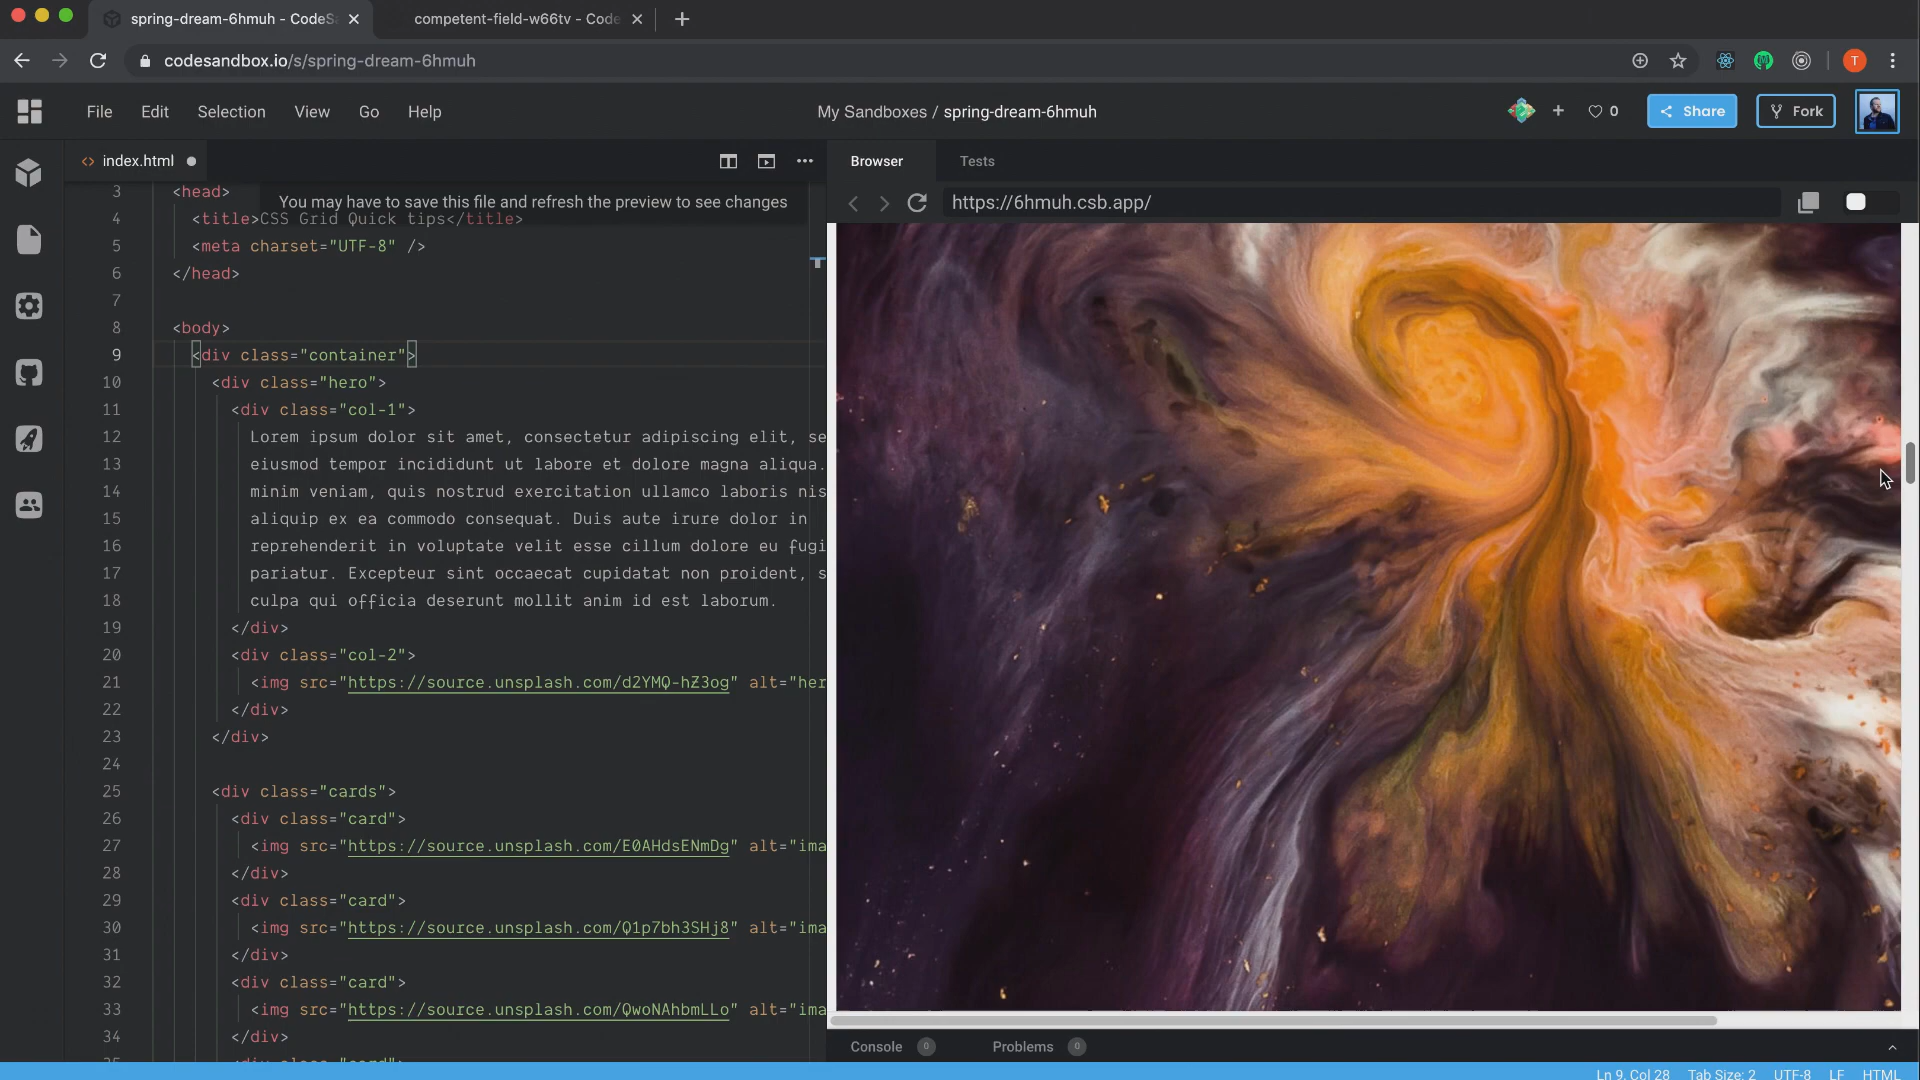 spring-dream-6hmuh - CodeSa
competent-field-w66tv - Code
codesandbox.io/s/spring-dream-6hmuh
T
File Edit Selection View Go Help
My Sandboxes / spring-dream-6hmuh
0
Share
Fork
index.html
Browser
Tests
You may have to save this file and refresh the preview to see changes
https://6hmuh.csb.app/
3 <head>
4 <title>CSS Grid Quick tips</title>
5 <meta charset="UTF-8" />
6 </head>
7
8 <body>
9 <div class="container">
10 <div class="hero">
11 <div class="col-1">
12 Lorem ipsum dolor sit amet, consectetur adipiscing elit, se
13 eiusmod tempor incididunt ut labore et dolore magna aliqua.
14 minim veniam, quis nostrud exercitation ullamco laboris nis
15 aliquip ex ea commodo consequat. Duis aute irure dolor in
16 reprehenderit in voluptate velit esse cillum dolore eu fugi
17 pariatur. Excepteur sint occaecat cupidatat non proident, s
18 culpa qui officia deserunt mollit anim id est laborum.
19 </div>
20 <div class="col-2">
21 <img src="https://source.unsplash.com/d2YMQ-hZ3og" alt="her
22 </div>
23 </div>
24
25 <div class="cards">
26 <div class="card">
27 <img src="https://source.unsplash.com/E0AHdsENmDg" alt="ima
28 </div>
29 <div class="card">
30 <img src="https://source.unsplash.com/Q1p7bh3SHj8" alt="ima
31 </div>
32 <div class="card">
33 <img src="https://source.unsplash.com/QwoNAhbmLLo" alt="ima
34 </div>
Console 0 Problems 0
Ln 9, Col 28 Tab Size: 2 UTF-8 LF HTML